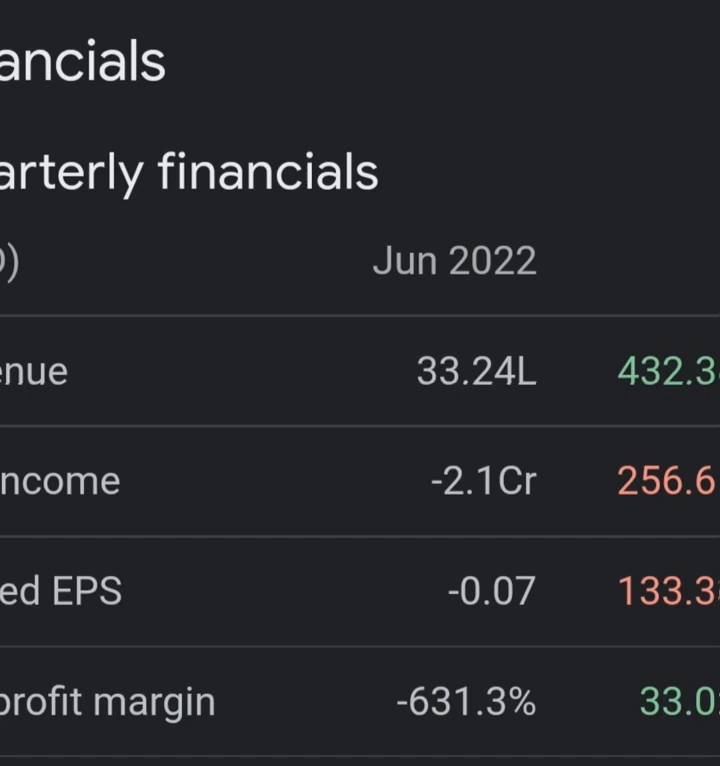 ancials
arterly financials
D) Jun 2022
enue 33.24L 432.3
ncome -2.1Cr 256.6
ed EPS -0.07 133.3
profit margin -631.3% 33.0